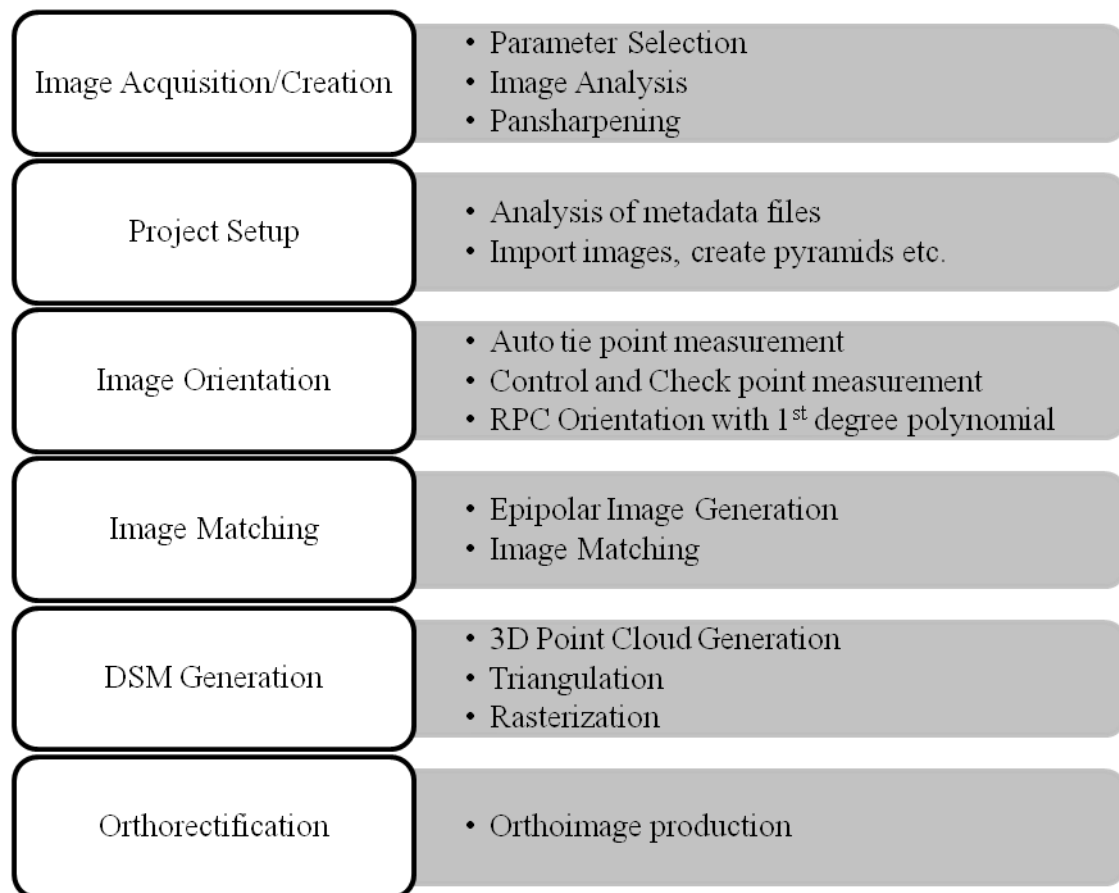 Image Acquisition/Creation
• Parameter Selection
• Image Analysis
• Pansharpening
Project Setup
• Analysis of metadata files
• Import images, create pyramids etc.
Image Orientation
• Auto tie point measurement
• Control and Check point measurement
• RPC Orientation with 1st degree polynomial
Image Matching
• Epipolar Image Generation
• Image Matching
DSM Generation
• 3D Point Cloud Generation
• Triangulation
• Rasterization
Orthorectification
• Orthoimage production